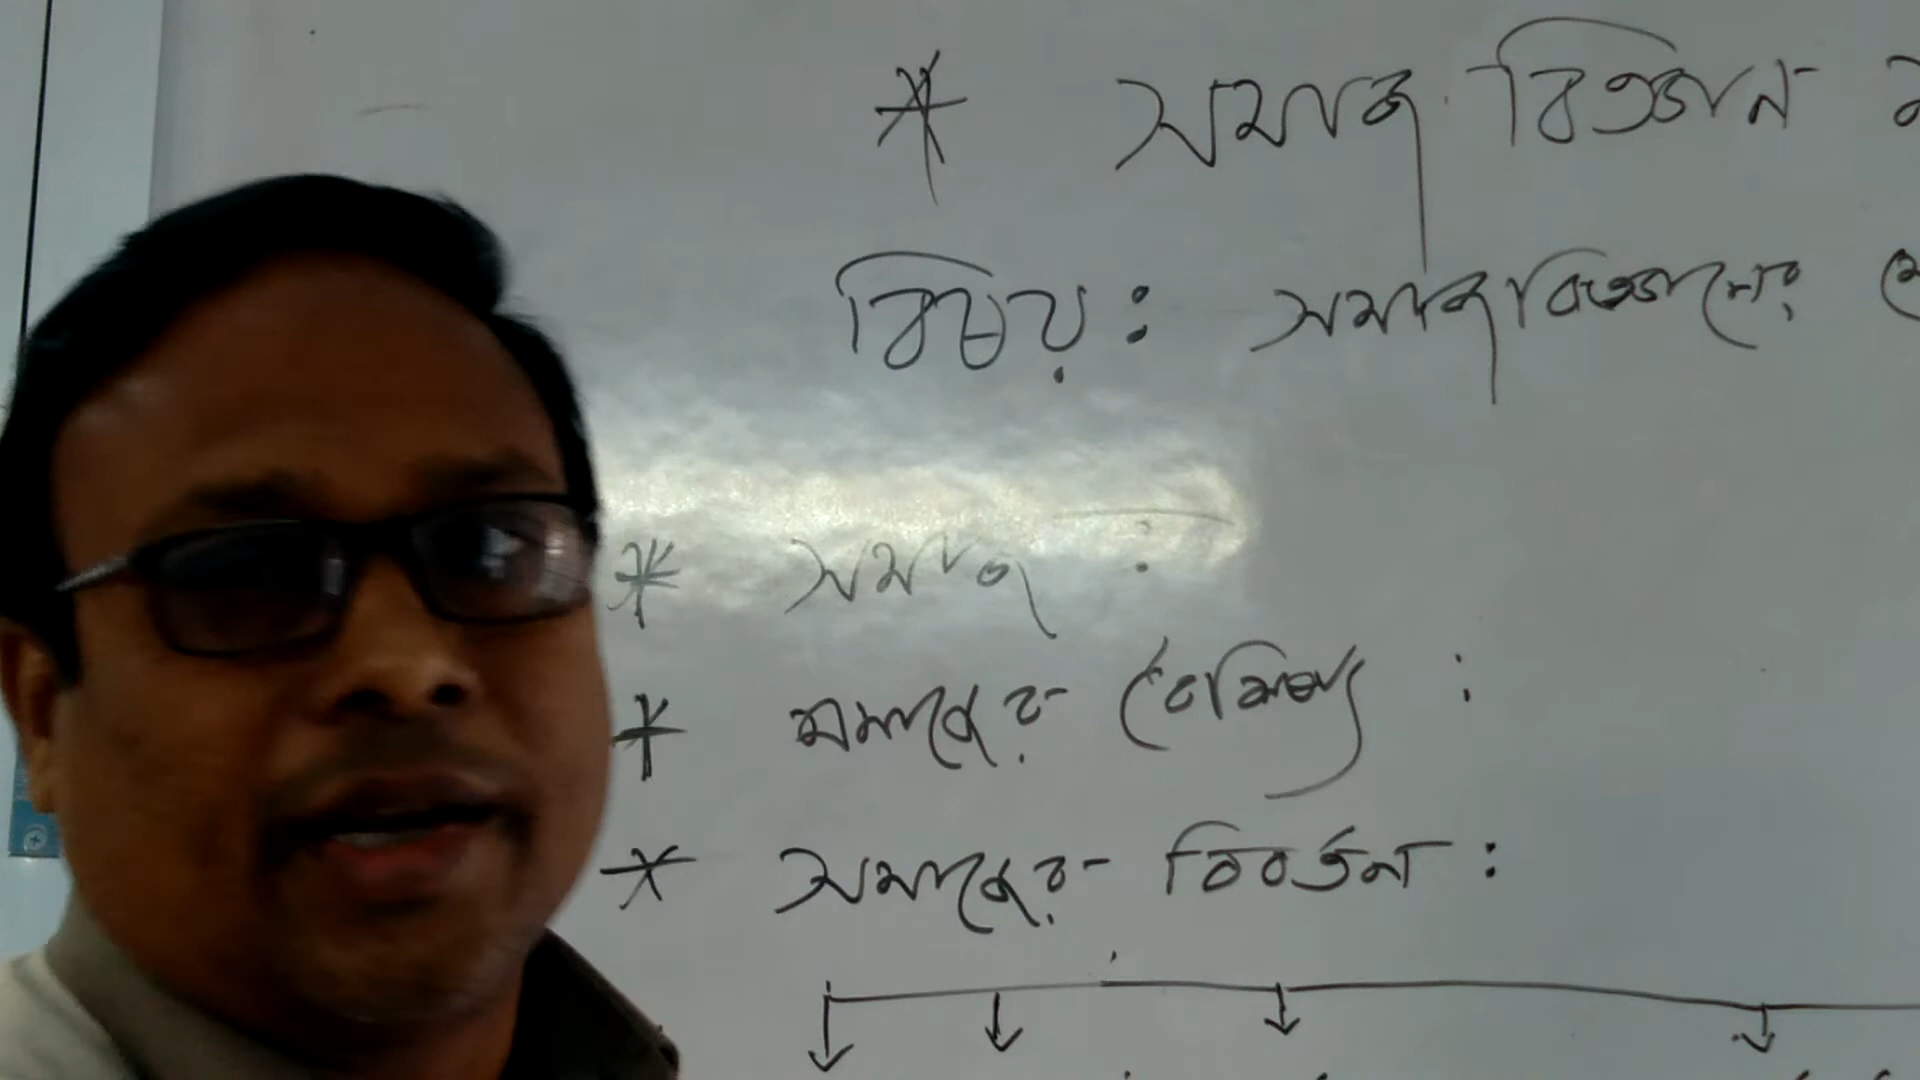 * সমাজ বিজ্ঞান
বিষয়: সমাজবিজ্ঞানের
* সমাজ :
* সমাজের বৈশিষ্ট্য :
* সমাজের বিবর্তন :